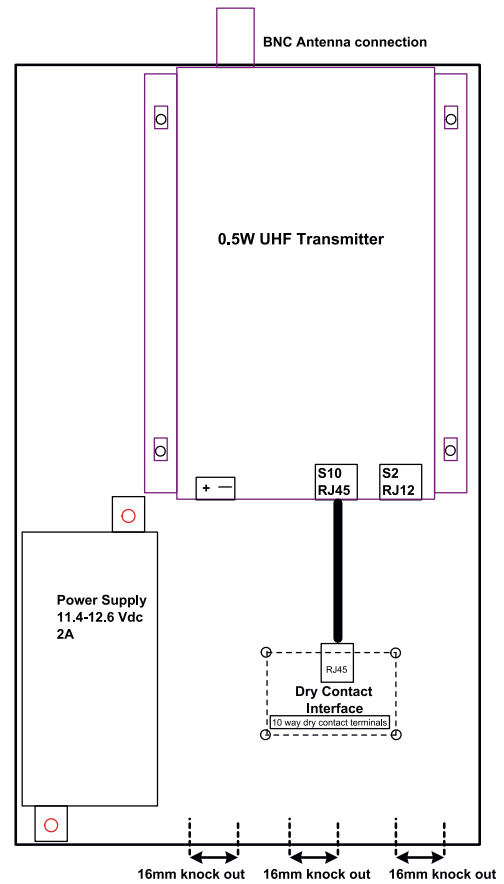 BNC Antenna connection
0.5W UHF Transmitter
+ —
S10
RJ45
S2
RJ12
Power Supply
11.4-12.6 Vdc
2A
RJ45
Dry Contact
Interface
10 way dry contact terminals
16mm knock out
16mm knock out
16mm knock out